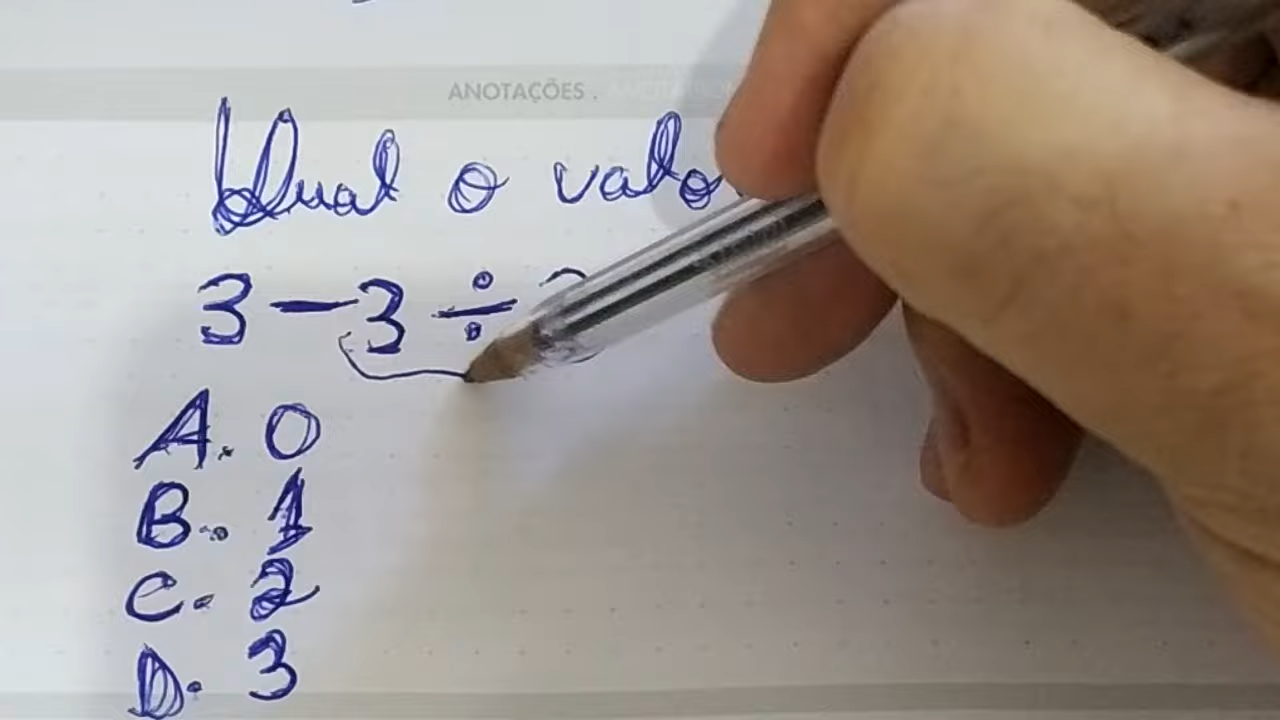 ANOTAÇÕES .
Qual o valo
3 - 3 ÷
A. 0
B. 1
C. 2
D. 3